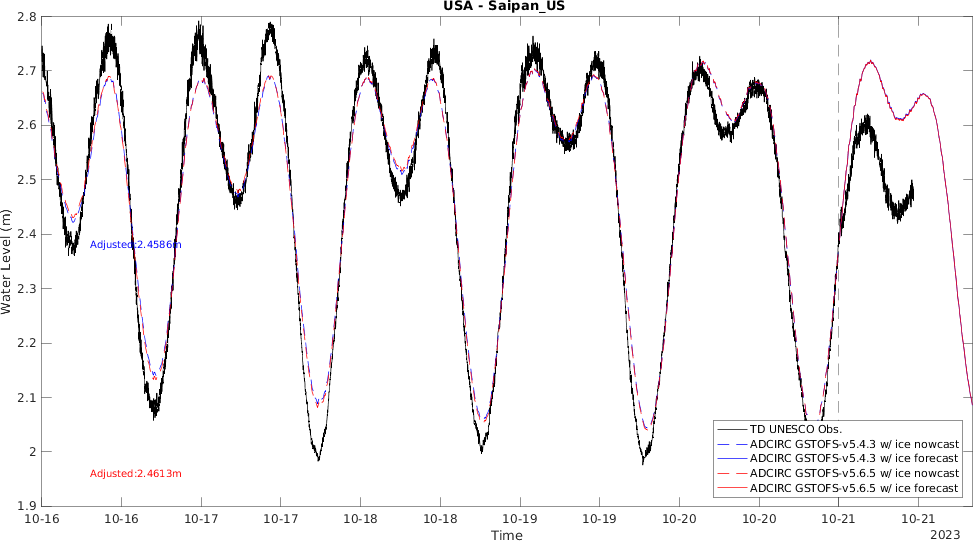 USA - Saipan_US
Water Level (m)
2.8
2.7
2.6
2.5
2.4
2.3
2.2
2.1
2
1.9
Adjusted:2.4586m
Adjusted:2.4613m
TD UNESCO Obs.
ADCIRC GSTOFS-v5.4.3 w/ ice nowcast
ADCIRC GSTOFS-v5.4.3 w/ ice forecast
ADCIRC GSTOFS-v5.6.5 w/ ice nowcast
ADCIRC GSTOFS-v5.6.5 w/ ice forecast
10-16 10-16 10-17 10-17 10-18 10-18 10-19 10-19 10-20 10-20 10-21 10-21
Time
2023